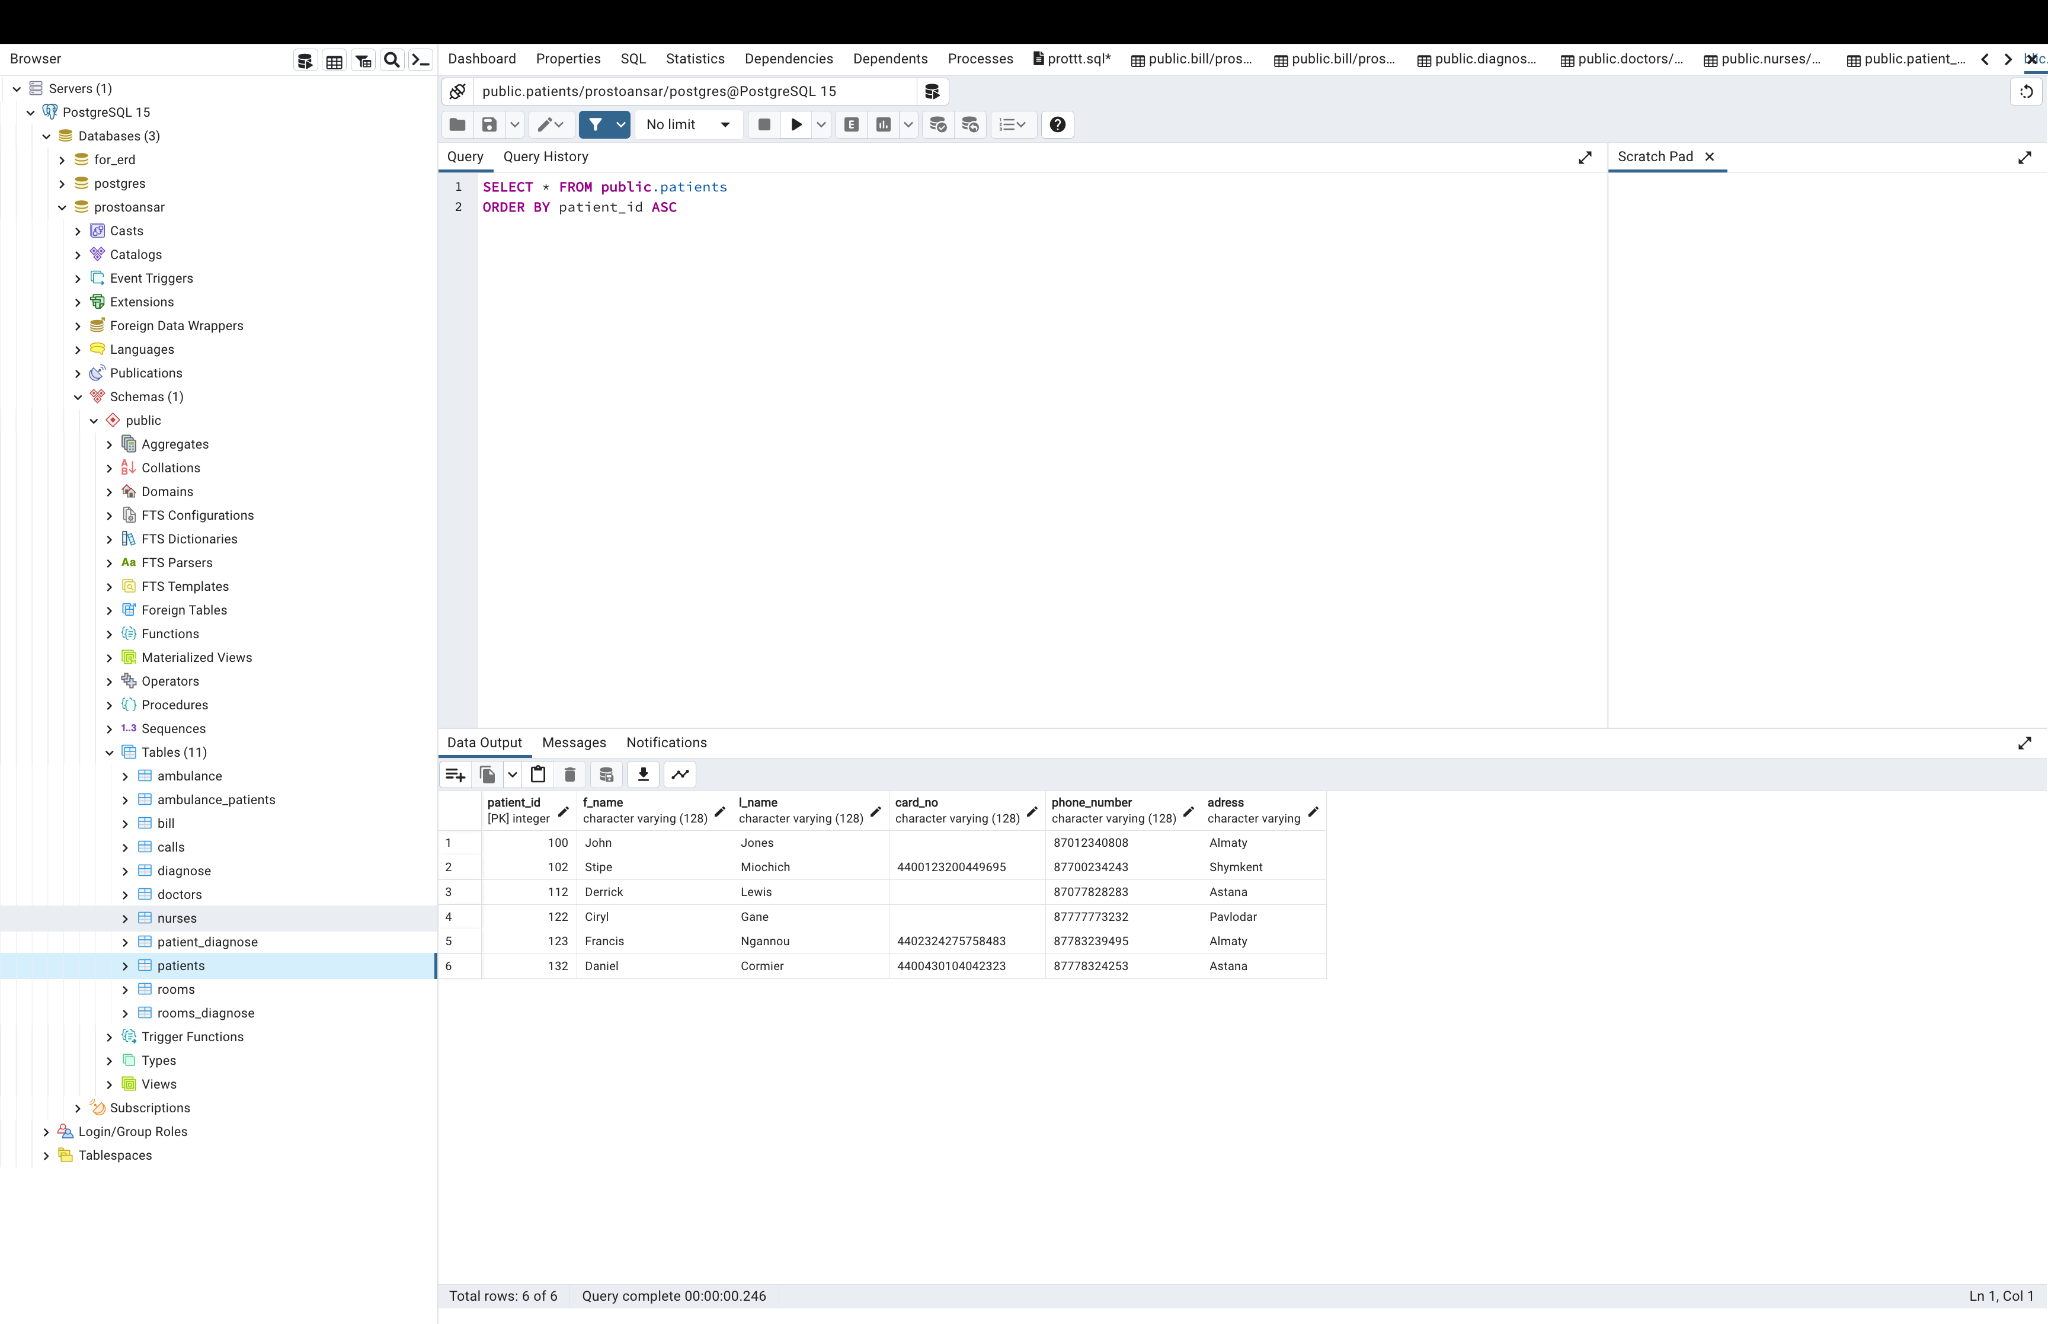 Browser
Dashboard Properties SQL Statistics Dependencies Dependents Processes prottt.sql* public.bill/pros... public.bill/pros... public.diagnos... public.doctors/... public.nurses/... public.patient_...
Servers (1)
PostgreSQL 15
Databases (3)
for_erd
postgres
prostoansar
Casts
Catalogs
Event Triggers
Extensions
Foreign Data Wrappers
Languages
Publications
Schemas (1)
public
Aggregates
Collations
Domains
FTS Configurations
FTS Dictionaries
Aa FTS Parsers
FTS Templates
Foreign Tables
Functions
Materialized Views
Operators
Procedures
1..3 Sequences
Tables (11)
ambulance
ambulance_patients
bill
calls
diagnose
doctors
nurses
patient_diagnose
patients
rooms
rooms_diagnose
Trigger Functions
Types
Views
Subscriptions
Login/Group Roles
Tablespaces
public.patients/prostoansar/postgres@PostgreSQL 15
No limit E
Query Query History
Scratch Pad
1 SELECT * FROM public.patients
2 ORDER BY patient_id ASC
Data Output Messages Notifications
patient_id f_name l_name card_no phone_number adress
[PK] integer character varying (128) character varying (128) character varying (128) character varying (128) character varying
1 100 John Jones 87012340808 Almaty
2 102 Stipe Miochich 4400123200449695 87700234243 Shymkent
3 112 Derrick Lewis 87077828283 Astana
4 122 Ciryl Gane 87777773232 Pavlodar
5 123 Francis Ngannou 4402324275758483 87783239495 Almaty
6 132 Daniel Cormier 4400430104042323 87778324253 Astana
Total rows: 6 of 6 Query complete 00:00:00.246 Ln 1, Col 1